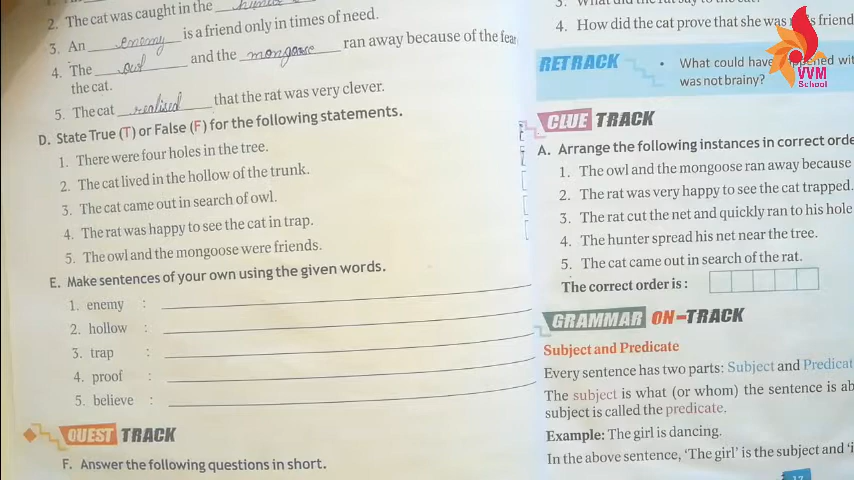 2. The cat was caught in the
3. An enemy is a friend only in times of need.
4. The owl and the mongoose ran away because of the fear
the cat.
5. The cat realised that the rat was very clever.
D. State True (T) or False (F) for the following statements.
1. There were four holes in the tree.
2. The cat lived in the hollow of the trunk.
3. The cat came out in search of owl.
4. The rat was happy to see the cat in trap.
5. The owl and the mongoose were friends.
E. Make sentences of your own using the given words.
1. enemy :
2. hollow :
3. trap :
4. proof :
5. believe :
QUEST TRACK
F. Answer the following questions in short.
4. How did the cat prove that she was friend
RETRACK
• What could have
was not brainy?
VVM
School
CLUE TRACK
A. Arrange the following instances in correct orde
1. The owl and the mongoose ran away because
2. The rat was very happy to see the cat trapped.
3. The rat cut the net and quickly ran to his hole
4. The hunter spread his net near the tree.
5. The cat came out in search of the rat.
The correct order is :
GRAMMAR ON-TRACK
Subject and Predicate
Every sentence has two parts: Subject and Predicat
The subject is what (or whom) the sentence is ab
subject is called the predicate.
Example: The girl is dancing.
In the above sentence, 'The girl' is the subject and 'i
17